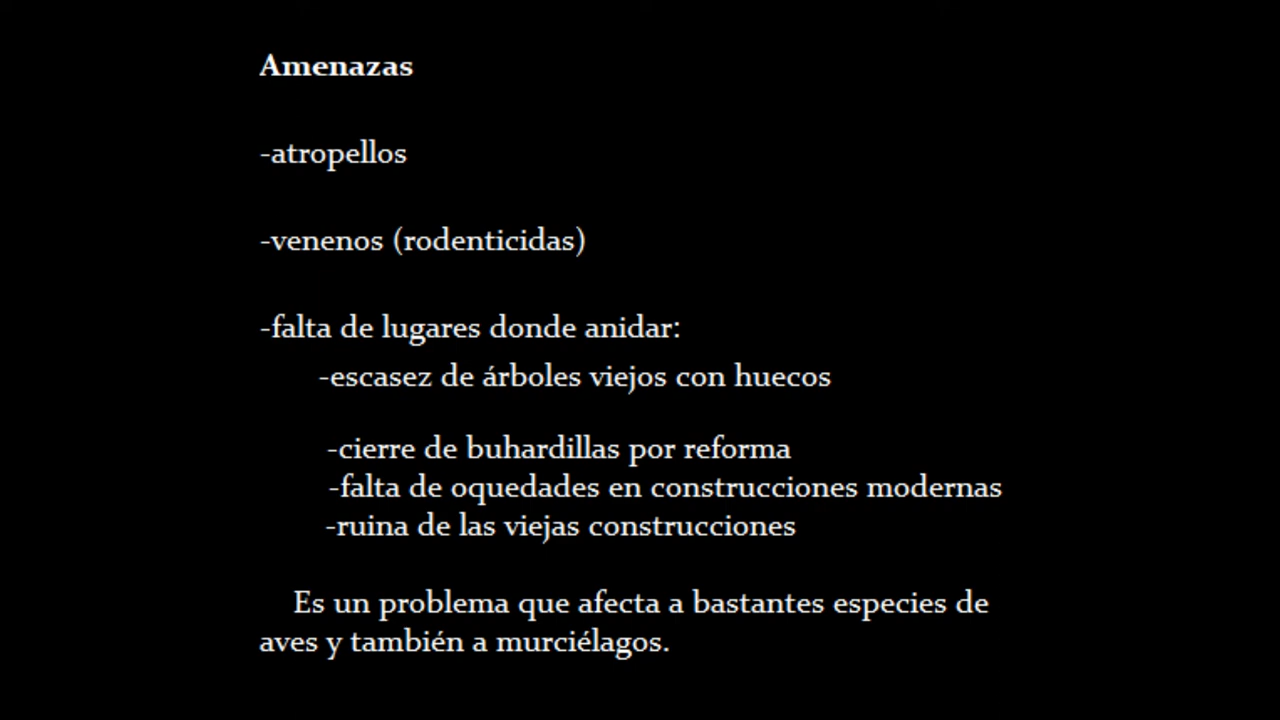 Amenazas
-atropellos
-venenos (rodenticidas)
-falta de lugares donde anidar:
-escasez de árboles viejos con huecos
-cierre de buhardillas por reforma
-falta de oquedades en construcciones modernas
-ruina de las viejas construcciones
Es un problema que afecta a bastantes especies de
aves y también a murciélagos.